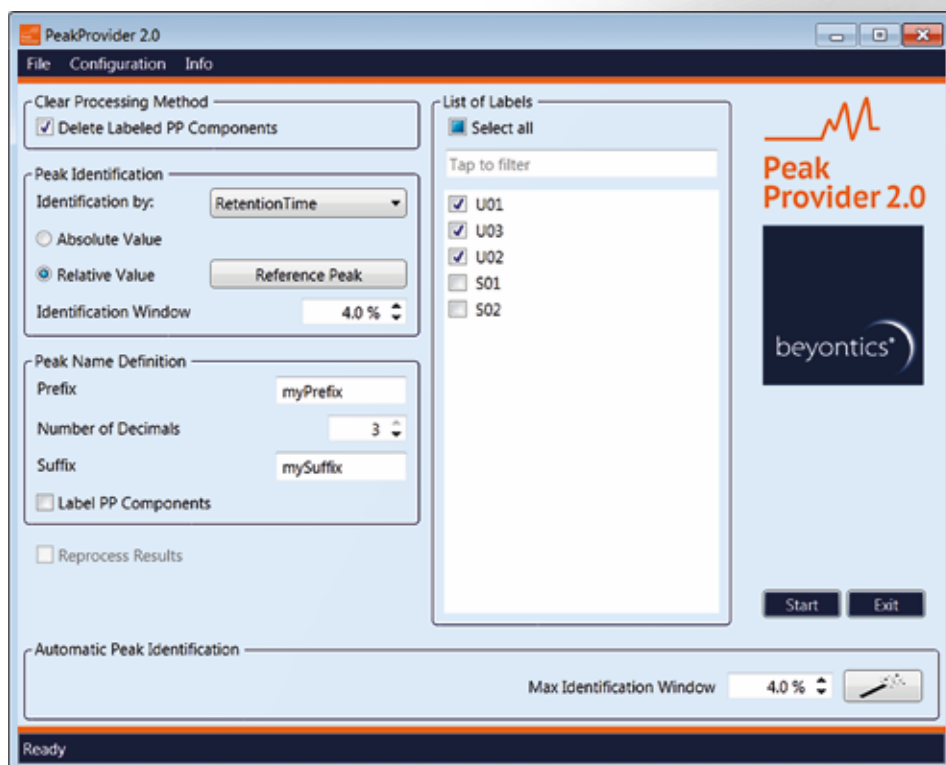 PeakProvider 2.0
File Configuration Info
Clear Processing Method
Delete Labeled PP Components
Peak Identification
Identification by: RetentionTime
Absolute Value
Relative Value Reference Peak
Identification Window 4.0 %
Peak Name Definition
Prefix myPrefix
Number of Decimals 3
Suffix mySuffix
Label PP Components
Reprocess Results
List of Labels
Select all
Tap to filter
U01
U03
U02
S01
S02
Peak
Provider 2.0
beyontics
Start Exit
Automatic Peak Identification
Max Identification Window 4.0 %
Ready